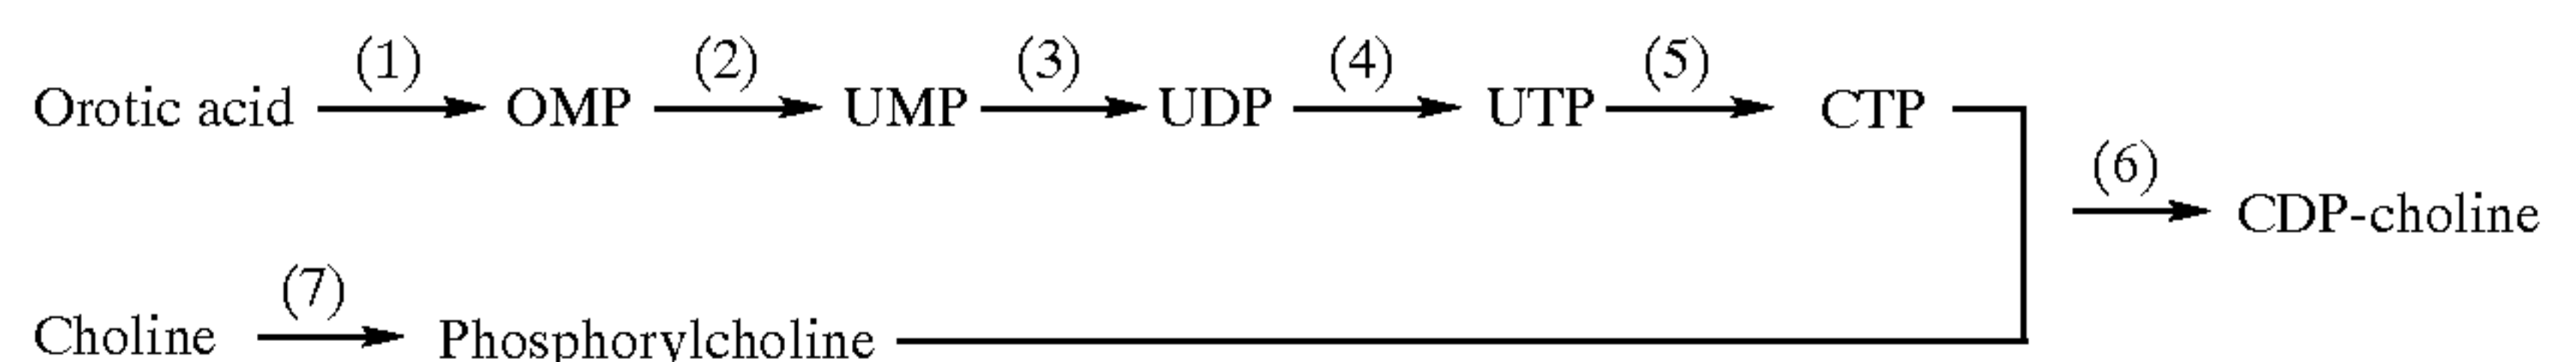 (1) (2) (3) (4) (5)
Orotic acid OMP UMP UDP UTP CTP
(6)
CDP-choline
(7)
Choline Phosphorylcholine